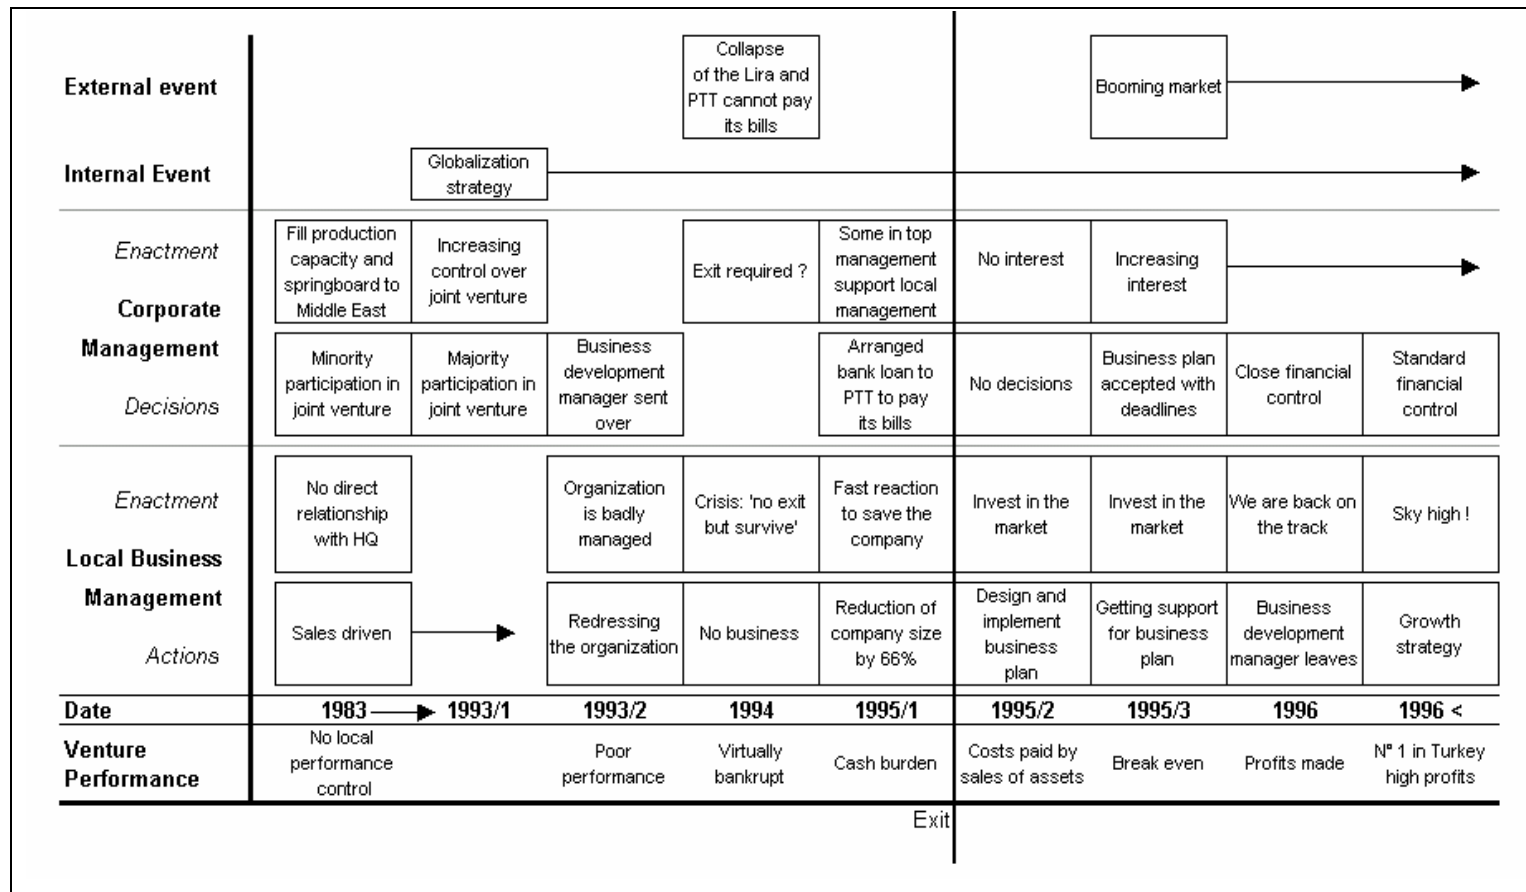 External event
Collapse
of the Lira and
PTT cannot pay
its bills
Booming market
Internal Event
Globalization
strategy
Enactment
Corporate
Management
Decisions
Fill production
capacity and
springboard to
Middle East
Increasing
control over
joint venture
Exit required ?
Some in top
management
support local
management
No interest
Increasing
interest
Minority
participation in
joint venture
Majority
participation in
joint venture
Business
development
manager sent
over
Arranged
bank loan to
PTT to pay
its bills
No decisions
Business plan
accepted with
deadlines
Close financial
control
Standard
financial
control
Enactment
Local Business
Management
Actions
No direct
relationship
with HQ
Organization
is badly
managed
Crisis: 'no exit
but survive'
Fast reaction
to save the
company
Invest in the
market
Invest in the
market
We are back on
the track
Sky high !
Sales driven
Redressing
the organization
No business
Reduction of
company size
by 66%
Design and
implement
business
plan
Getting support
for business
plan
Business
development
manager leaves
Growth
strategy
Date
1983
1993/1
1993/2
1994
1995/1
1995/2
1995/3
1996
1996 <
Venture
Performance
No local
performance
control
Poor
performance
Virtually
bankrupt
Cash burden
Costs paid by
sales of assets
Break even
Profits made
N° 1 in Turkey
high profits
Exit